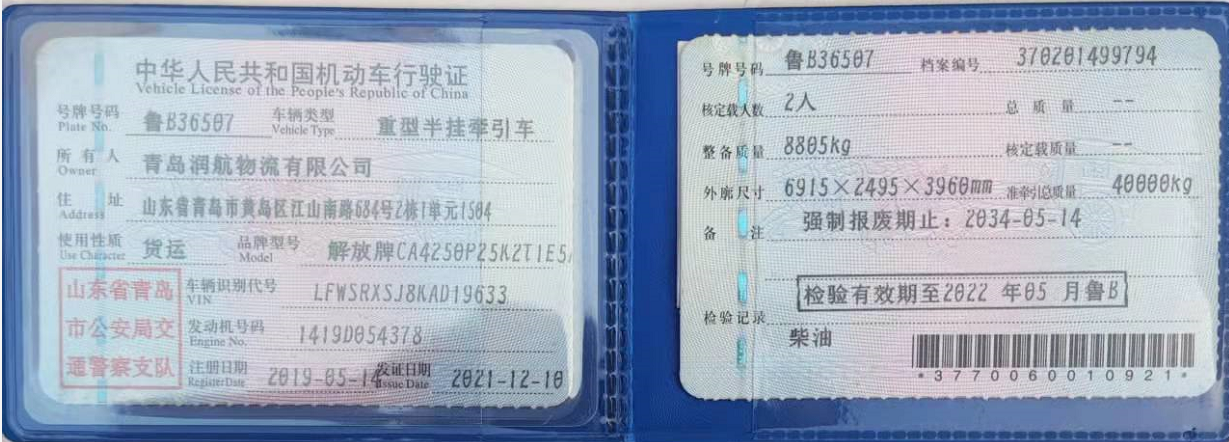 中华人民共和国机动车行驶证
Vehicle License of the People's Republic of China
号牌号码 鲁B36507 车辆类型 重型半挂牵引车
Plate No. Vehicle Type
所有人 青岛润航物流有限公司
Owner
住址 山东省青岛市黄岛区江山南路684号2栋1单元1504
Address
使用性质 货运 品牌型号 解放牌CA4250P25K2T1E5A
Use Character Model
山东省青岛市公安局交通警察支队
车辆识别代号 LFWSRXSJ8KAD19633
VIN
发动机号码 1419D054378
Engine No.
注册日期 2019-05-14 发证日期 2021-12-10
Register Date Issue Date
号牌号码 鲁B36507 档案编号 370201499794
核定载人数 2人 总质量 --
整备质量 8805kg 核定载质量 --
外廓尺寸 6915×2495×3960mm 准牵引总质量 40000kg
备注 强制报废期止：2034-05-14
检验有效期至2022 年05 月鲁B
检验记录
柴油
*3770060010921*